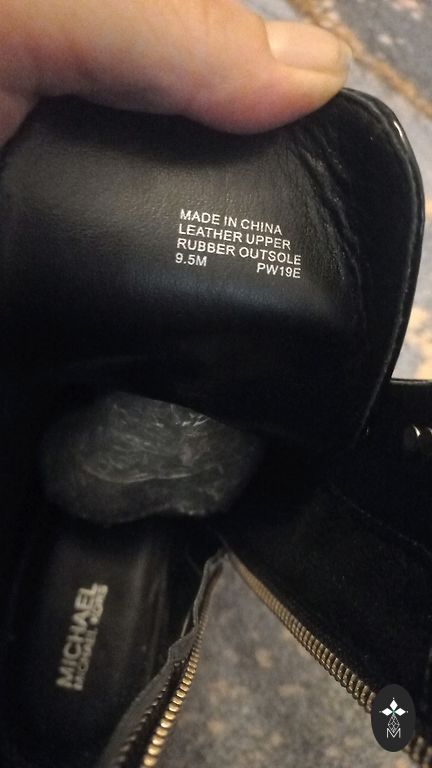 MADE IN CHINA
LEATHER UPPER
RUBBER OUTSOLE
9.5M PW19E
MICHAEL
MICHAEL KORS